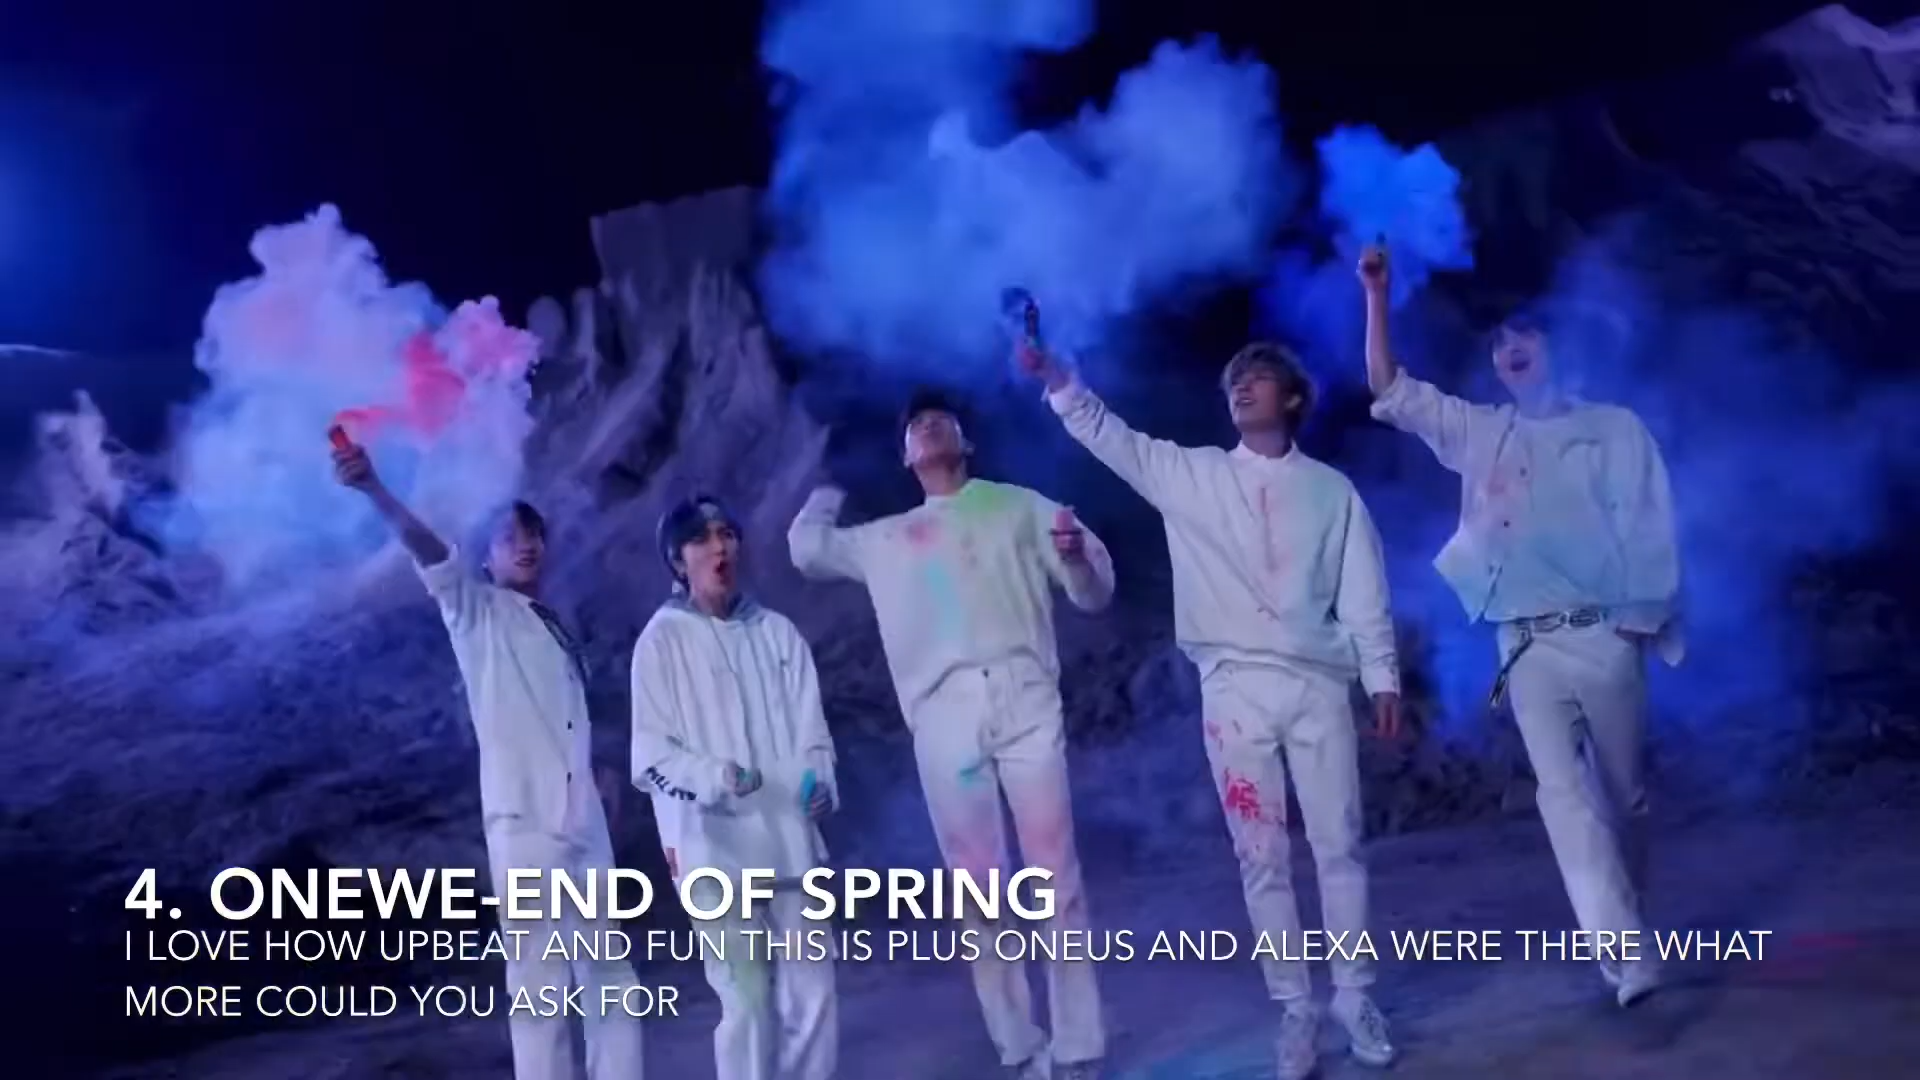 4. ONEWE-END OF SPRING
I LOVE HOW UPBEAT AND FUN THIS IS PLUS ONEUS AND ALEXA WERE THERE WHAT
MORE COULD YOU ASK FOR